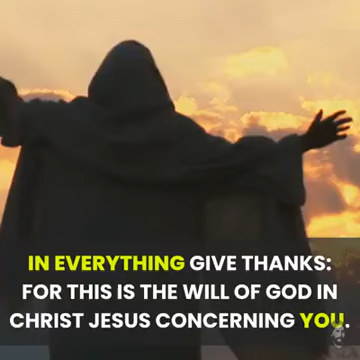 IN EVERYTHING GIVE THANKS:
FOR THIS IS THE WILL OF GOD IN
CHRIST JESUS CONCERNING YOU.